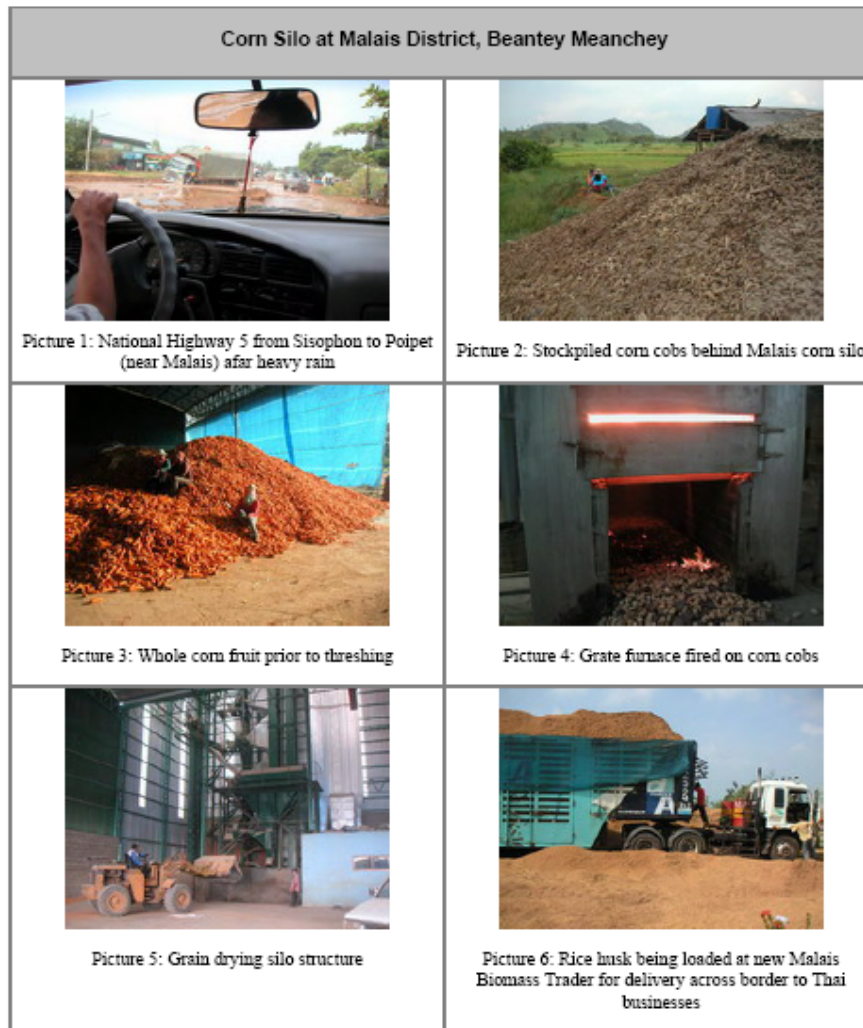 Corn Silo at Malais District, Beantey Meanchey
Picture 1: National Highway 5 from Sisophon to Poipet
(near Malais) afar heavy rain
Picture 2: Stockpiled corn cobs behind Malais corn silo
Picture 3: Whole corn fruit prior to threshing
Picture 4: Grate furnace fired on corn cobs
Picture 5: Grain drying silo structure
Picture 6: Rice husk being loaded at new Malais
Biomass Trader for delivery across border to Thai
businesses